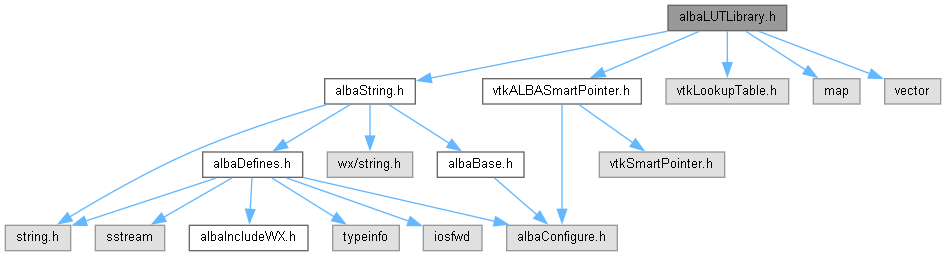 albaLUTLibrary.h
albaString.h
vtkALBASmartPointer.h
vtkLookupTable.h
map
vector
albaDefines.h
wx/string.h
albaBase.h
vtkSmartPointer.h
string.h
sstream
albaIncludeWX.h
typeinfo
iosfwd
albaConfigure.h